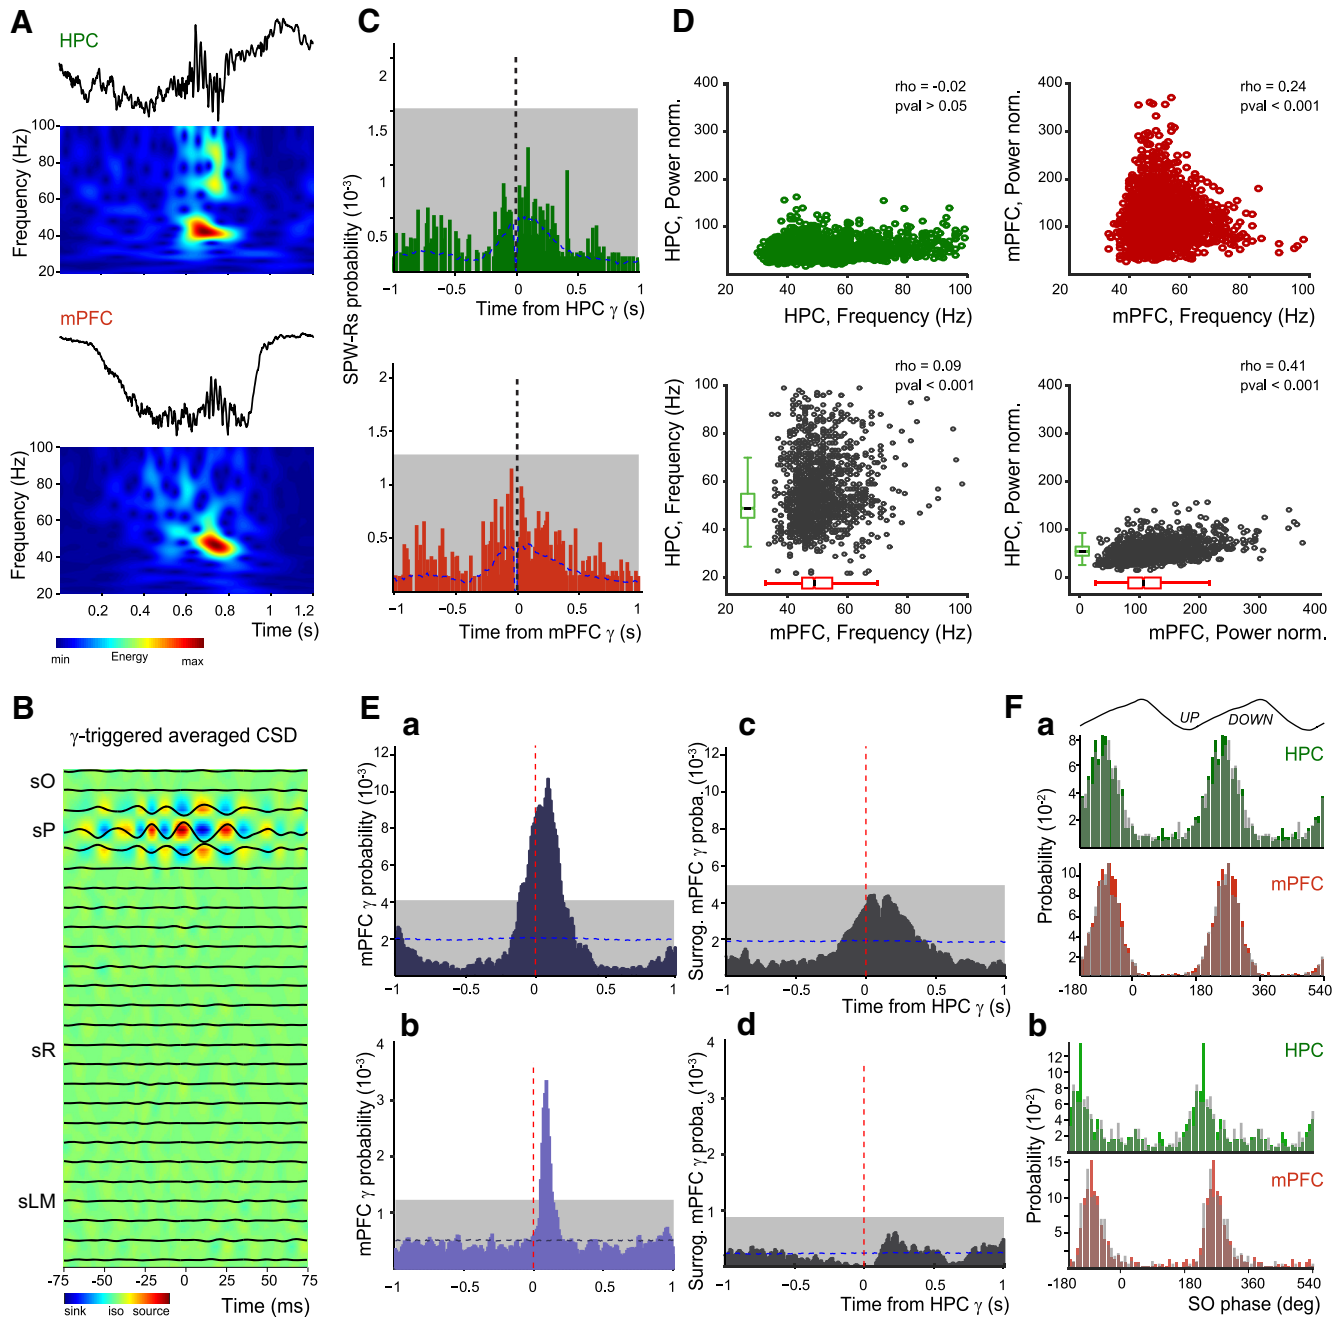 A
HPC
Frequency (Hz)
100
80
60
40
20
mPFC
Frequency (Hz)
100
80
60
40
20
0.2 0.4 0.6 0.8 1 1.2
Time (s)
min Energy max
B
γ-triggered averaged CSD
sO
sP
sR
sLM
-75 -50 -25 0 25 50 75
Time (ms)
sink iso source
C
SPW-Rs probability (10-3)
2
1.5
1
0.5
-1 -0.5 0 0.5 1
Time from HPC γ (s)
2
1.5
1
0.5
-1 -0.5 0 0.5 1
Time from mPFC γ (s)
D
HPC, Power norm.
400
300
200
100
rho = -0.02
pval > 0.05
20 40 60 80 100
HPC, Frequency (Hz)
mPFC, Power norm.
400
300
200
100
rho = 0.24
pval < 0.001
20 40 60 80 100
mPFC, Frequency (Hz)
HPC, Frequency (Hz)
100
80
60
40
20
rho = 0.09
pval < 0.001
20 40 60 80 100
mPFC, Frequency (Hz)
HPC, Power norm.
400
300
200
100
0
rho = 0.41
pval < 0.001
0 100 200 300 400
mPFC, Power norm.
E
a
mPFC γ probability (10-3)
12
10
8
6
4
2
-1 -0.5 0 0.5 1
c
Surrog. mPFC γ proba. (10-3)
12
10
8
6
4
2
-1 -0.5 0 0.5 1
Time from HPC γ (s)
b
mPFC γ probability (10-3)
4
3
2
1
-1 -0.5 0 0.5 1
d
Surrog. mPFC γ proba. (10-3)
4
3
2
1
-1 -0.5 0 0.5 1
Time from HPC γ (s)
F
a
UP DOWN
Probability (10-2)
HPC
8
6
4
2
mPFC
10
8
6
4
2
-180 0 180 360 540
b
Probability (10-2)
HPC
12
10
8
6
4
2
mPFC
15
10
5
-180 0 180 360 540
SO phase (deg)